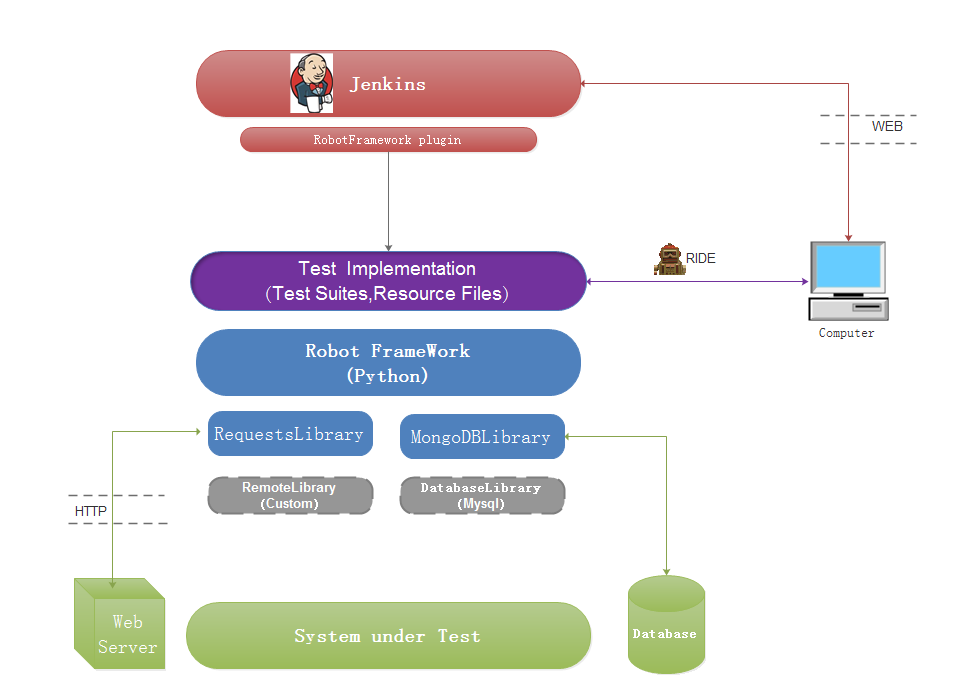 Jenkins
WEB
RobotFramework plugin
Test Implementation
(Test Suites,Resource Files)
RIDE
Computer
Robot FrameWork
(Python)
RequestsLibrary
MongoDBLibrary
RemoteLibrary
(Custom)
DatabaseLibrary
(Mysql)
HTTP
Web
Server
System under Test
Database